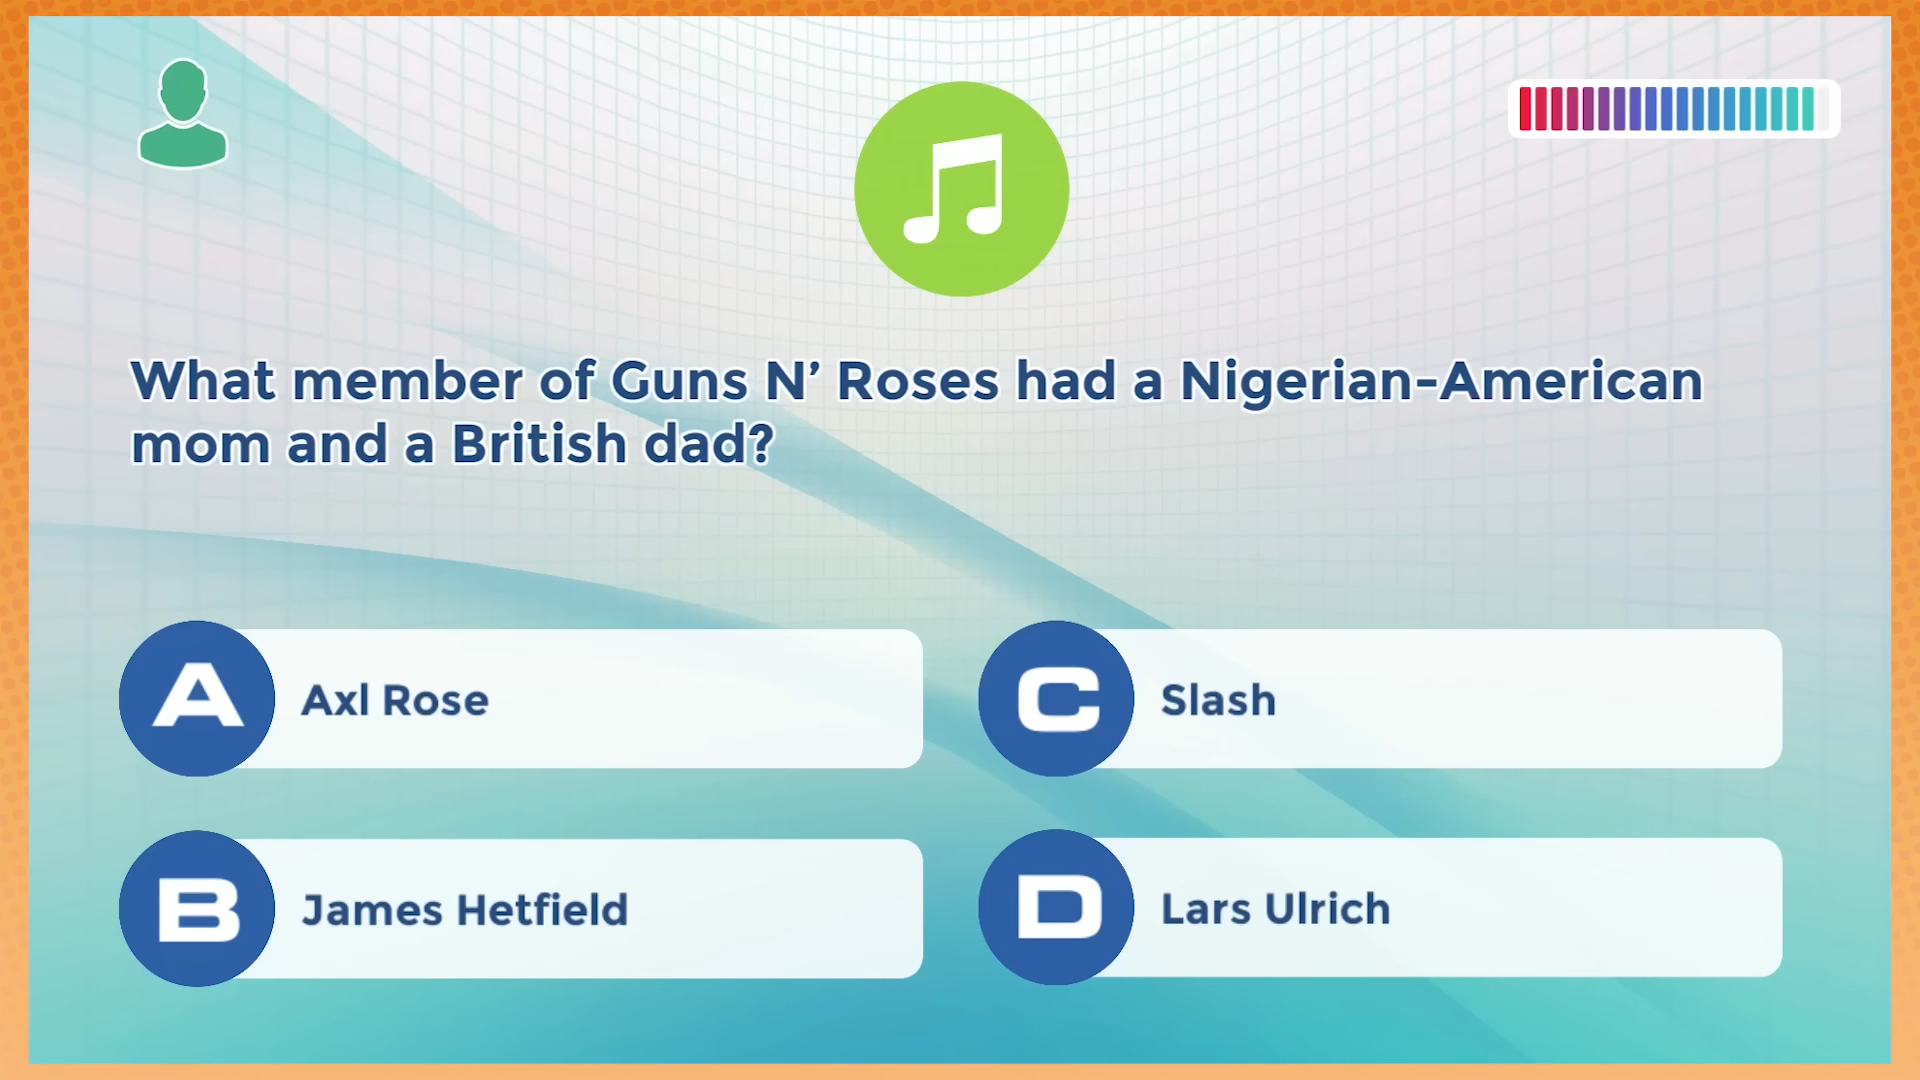 What member of Guns N’ Roses had a Nigerian-American
mom and a British dad?
A Axl Rose
C Slash
B James Hetfield
D Lars Ulrich